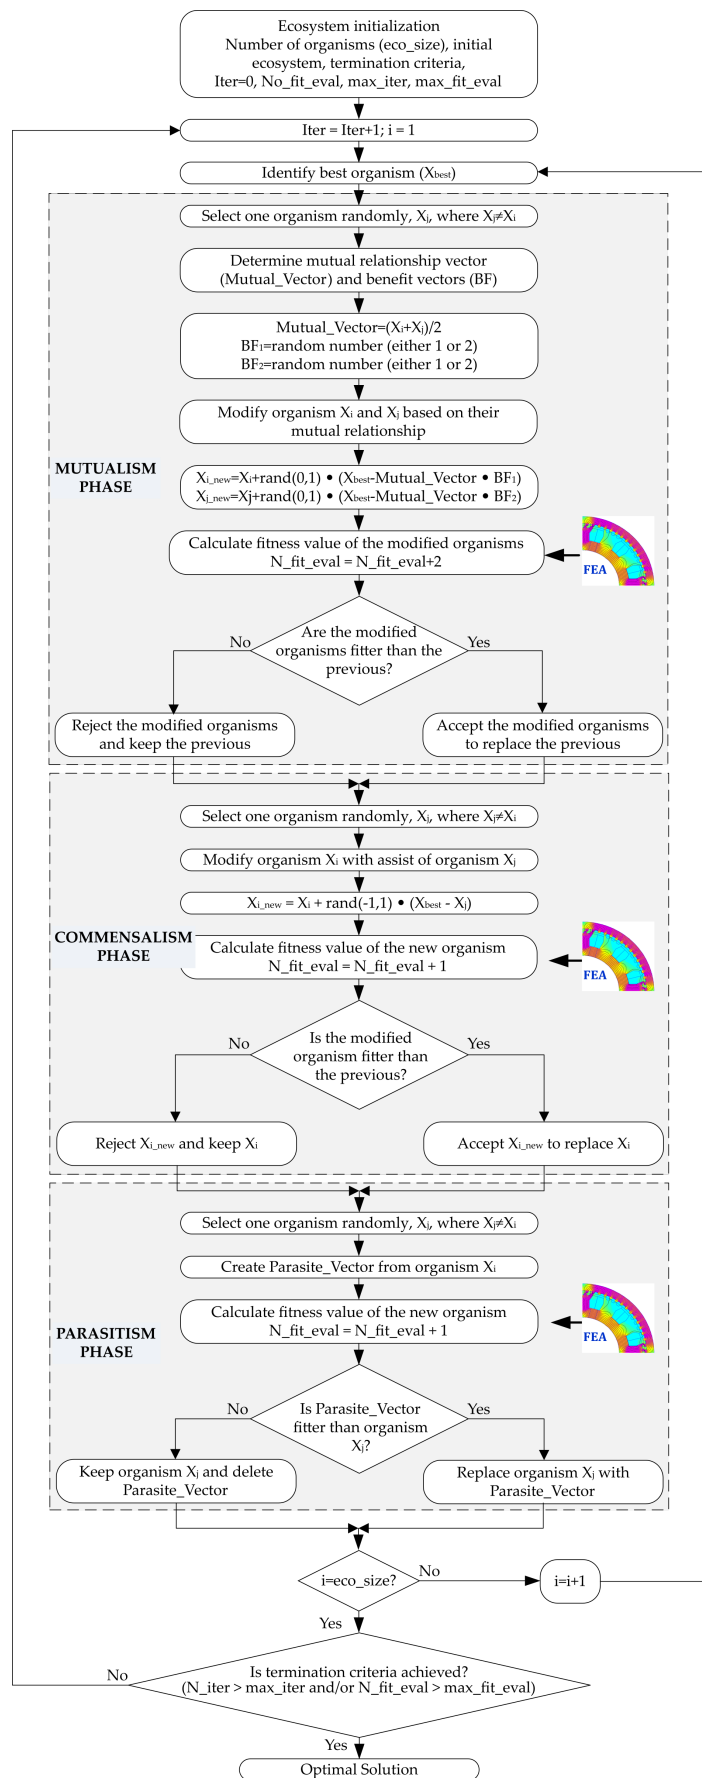 Ecosystem initialization
Number of organisms (eco_size), initial
ecosystem, termination criteria,
Iter=0, No_fit_eval, max_iter, max_fit_eval
Iter = Iter+1; i = 1
Identify best organism (Xbest)
Select one organism randomly, Xj, where Xj≠Xi
Determine mutual relationship vector
(Mutual_Vector) and benefit vectors (BF)
Mutual_Vector=(Xi+Xj)/2
BF1=random number (either 1 or 2)
BF2=random number (either 1 or 2)
Modify organism Xi and Xj based on their
mutual relationship
MUTUALISM
PHASE
Xi_new=Xi+rand(0,1) • (Xbest-Mutual_Vector • BF1)
Xj_new=Xj+rand(0,1) • (Xbest-Mutual_Vector • BF2)
Calculate fitness value of the modified organisms
N_fit_eval = N_fit_eval+2
FEA
Are the modified
organisms fitter than the
previous?
No
Yes
Reject the modified organisms
and keep the previous
Accept the modified organisms
to replace the previous
Select one organism randomly, Xj, where Xj≠Xi
Modify organism Xi with assist of organism Xj
Xi_new = Xi + rand(-1,1) • (Xbest - Xj)
COMMENSALISM
PHASE
Calculate fitness value of the new organism
N_fit_eval = N_fit_eval + 1
FEA
Is the modified
organism fitter than
the previous?
No
Yes
Reject Xi_new and keep Xi
Accept Xi_new to replace Xi
Select one organism randomly, Xj, where Xj≠Xi
Create Parasite_Vector from organism Xi
Calculate fitness value of the new organism
N_fit_eval = N_fit_eval + 1
FEA
PARASITISM
PHASE
Is Parasite_Vector
fitter than organism
Xj?
No
Yes
Keep organism Xj and delete
Parasite_Vector
Replace organism Xj with
Parasite_Vector
i=eco_size?
No
i=i+1
Yes
Is termination criteria achieved?
(N_iter > max_iter and/or N_fit_eval > max_fit_eval)
No
Yes
Optimal Solution